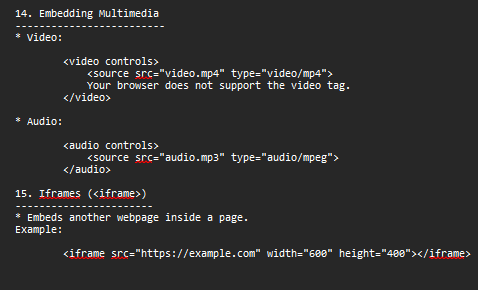 14. Embedding Multimedia
-------------------------
* Video:
<video controls>
<source src="video.mp4" type="video/mp4">
Your browser does not support the video tag.
</video>
* Audio:
<audio controls>
<source src="audio.mp3" type="audio/mpeg">
</audio>
15. Iframes (<iframe>)
-----------------------
* Embeds another webpage inside a page.
Example:
<iframe src="https://example.com" width="600" height="400"></iframe>